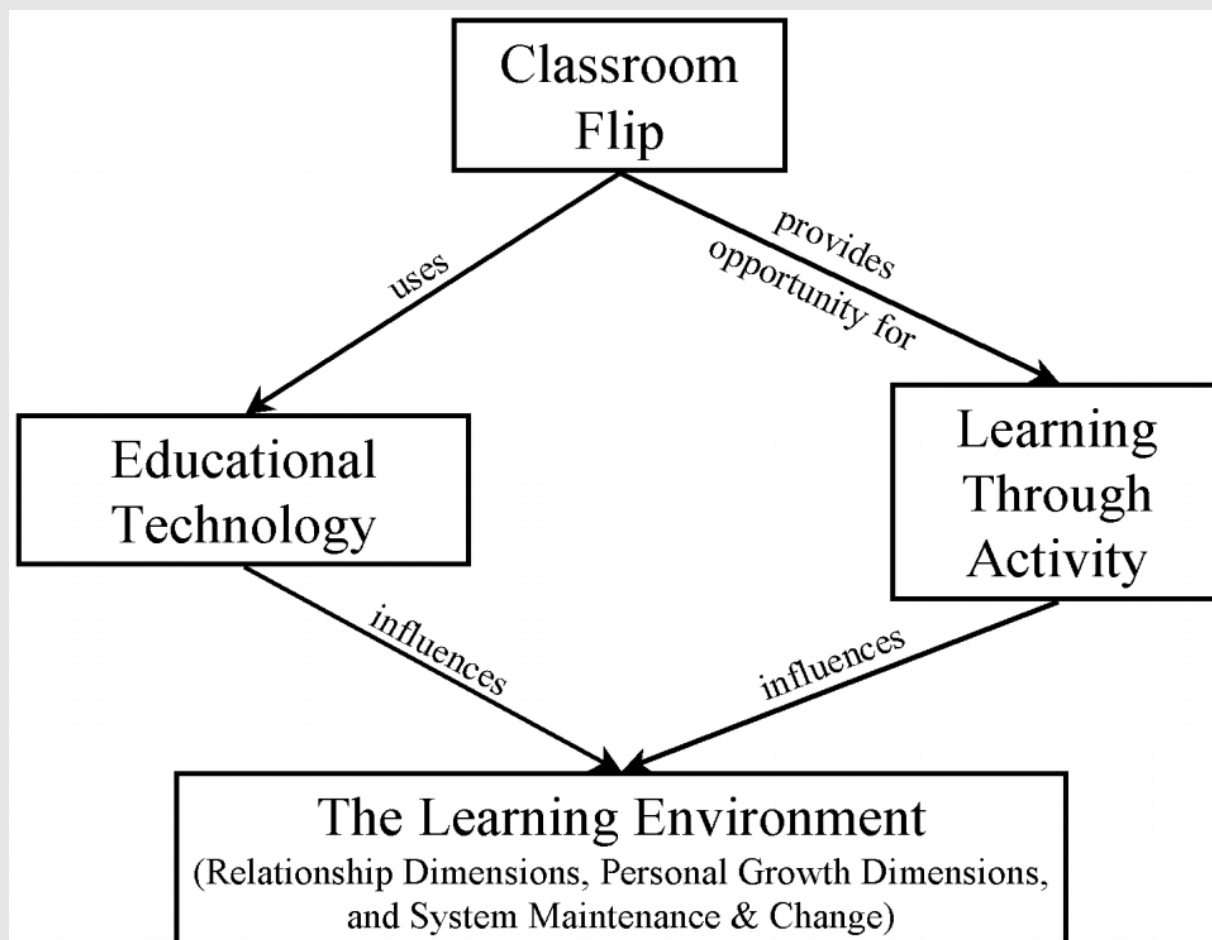 Classroom
Flip
uses
provides
opportunity for
Educational
Technology
Learning
Through
Activity
influences
influences
The Learning Environment
(Relationship Dimensions, Personal Growth Dimensions,
and System Maintenance & Change)